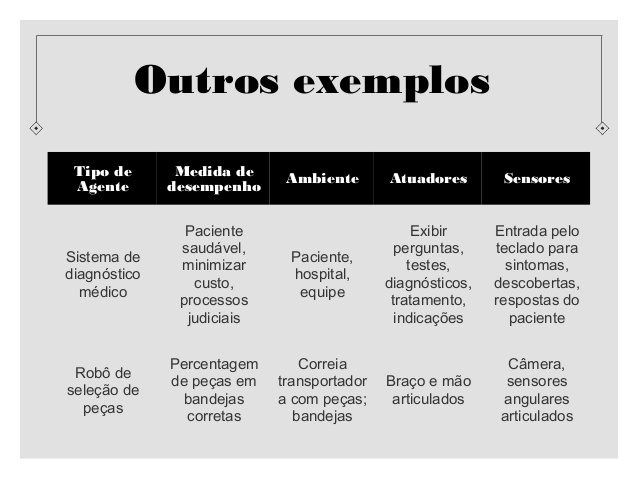 Outros exemplos
Tipo de
Agente
Medida de
desempenho
Ambiente
Atuadores
Sensores
Sistema de
diagnóstico
médico
Paciente
saudável,
minimizar
custo,
processos
judiciais
Paciente,
hospital,
equipe
Exibir
perguntas,
testes,
diagnósticos,
tratamento,
indicações
Entrada pelo
teclado para
sintomas,
descobertas,
respostas do
paciente
Robô de
seleção de
peças
Percentagem
de peças em
bandejas
corretas
Correia
transportador
a com peças;
bandejas
Braço e mão
articulados
Câmera,
sensores
angulares
articulados